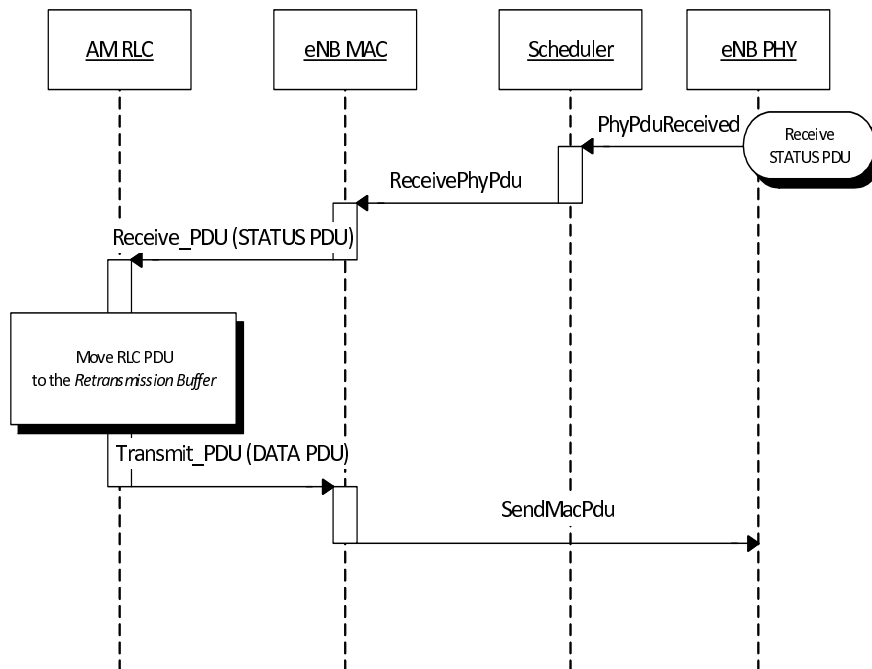 AM RLC
eNB MAC
Scheduler
eNB PHY
PhyPduReceived
Receive
STATUS PDU
ReceivePhyPdu
Receive_PDU (STATUS PDU)
Move RLC PDU
to the Retransmission Buffer
Transmit_PDU (DATA PDU)
SendMacPdu